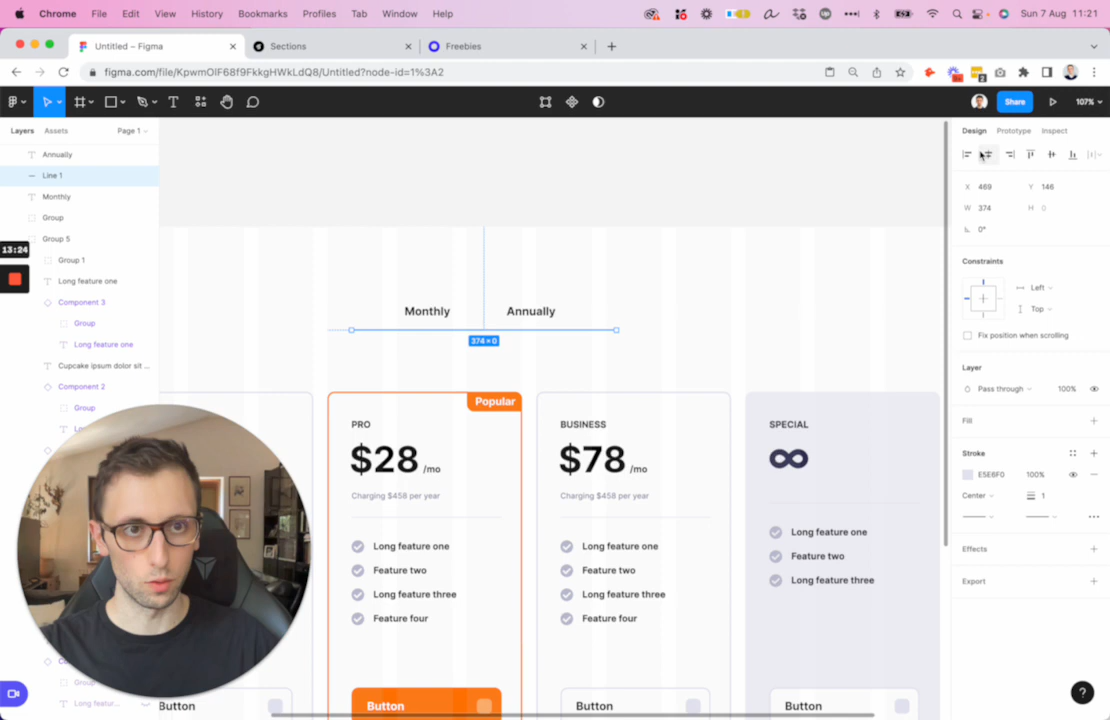 Chrome File Edit View History Bookmarks Profiles Tab Window Help
Sun 7 Aug 11:21
Untitled – Figma
Sections
Freebies
figma.com/file/KpwmOlF68f9FkkgHWkLdQ8/Untitled?node-id=1%3A2
Share
107%
Layers Assets Page 1
Design Prototype Inspect
Annually
Line 1
Monthly
Group
Group 5
13:24
Group 1
Long feature one
Component 3
Group
Long feature one
Cupcake ipsum dolor sit ...
Component 2
Group
Group
Long featur...
X 469 Y 146
W 374 H 0
0°
Constraints
Left
Top
Fix position when scrolling
Layer
Pass through 100%
Fill
Stroke
E5E6F0 100%
Center 1
Effects
Export
Monthly Annually
374 × 0
Popular
PRO
$28 /mo
Charging $458 per year
Long feature one
Feature two
Long feature three
Feature four
Button
BUSINESS
$78 /mo
Charging $458 per year
Long feature one
Feature two
Long feature three
Feature four
Button
SPECIAL
Long feature one
Feature two
Long feature three
Button
Button
?